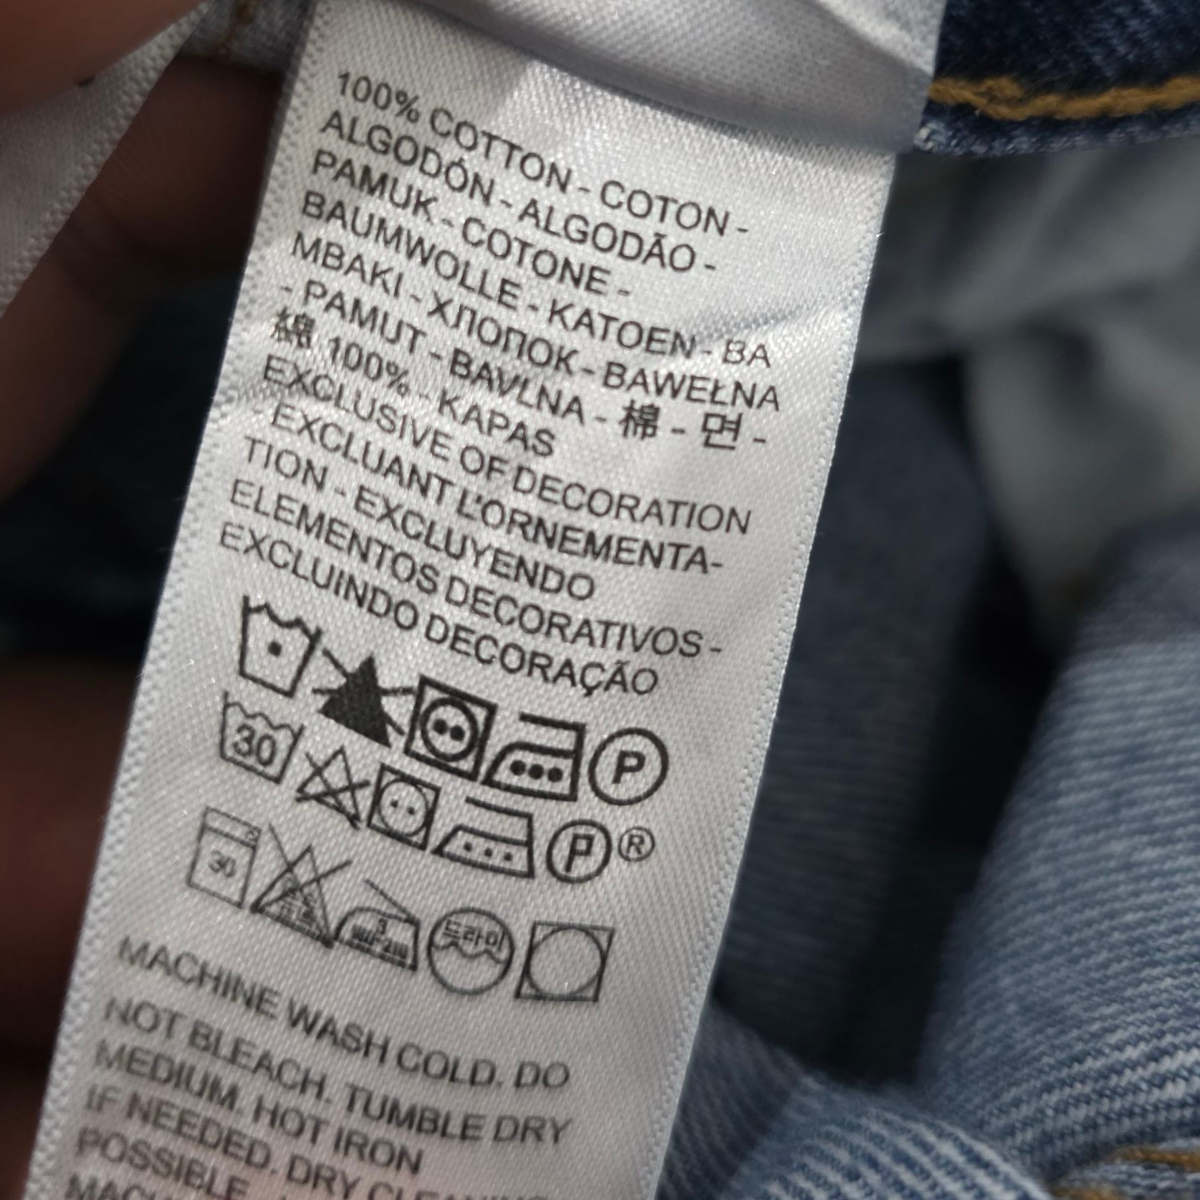 100% COTTON - COTON -
ALGODÓN - ALGODÃO -
PAMUK - COTONE -
BAUMWOLLE - KATOEN - BA
MBAKI - ХЛОПОК - BAWEŁNA
- PAMUT - BAVLNA - 棉 - 면 -
綿 100% - KAPAS
EXCLUSIVE OF DECORATION
- EXCLUANT L'ORNEMENTA-
TION - EXCLUYENDO
ELEMENTOS DECORATIVOS -
EXCLUINDO DECORAÇÃO
P
30 P ®
30 3 드라이
MACHINE WASH COLD. DO
NOT BLEACH. TUMBLE DRY
MEDIUM. HOT IRON
IF NEEDED. DRY CLEANING
POSSIBLE.